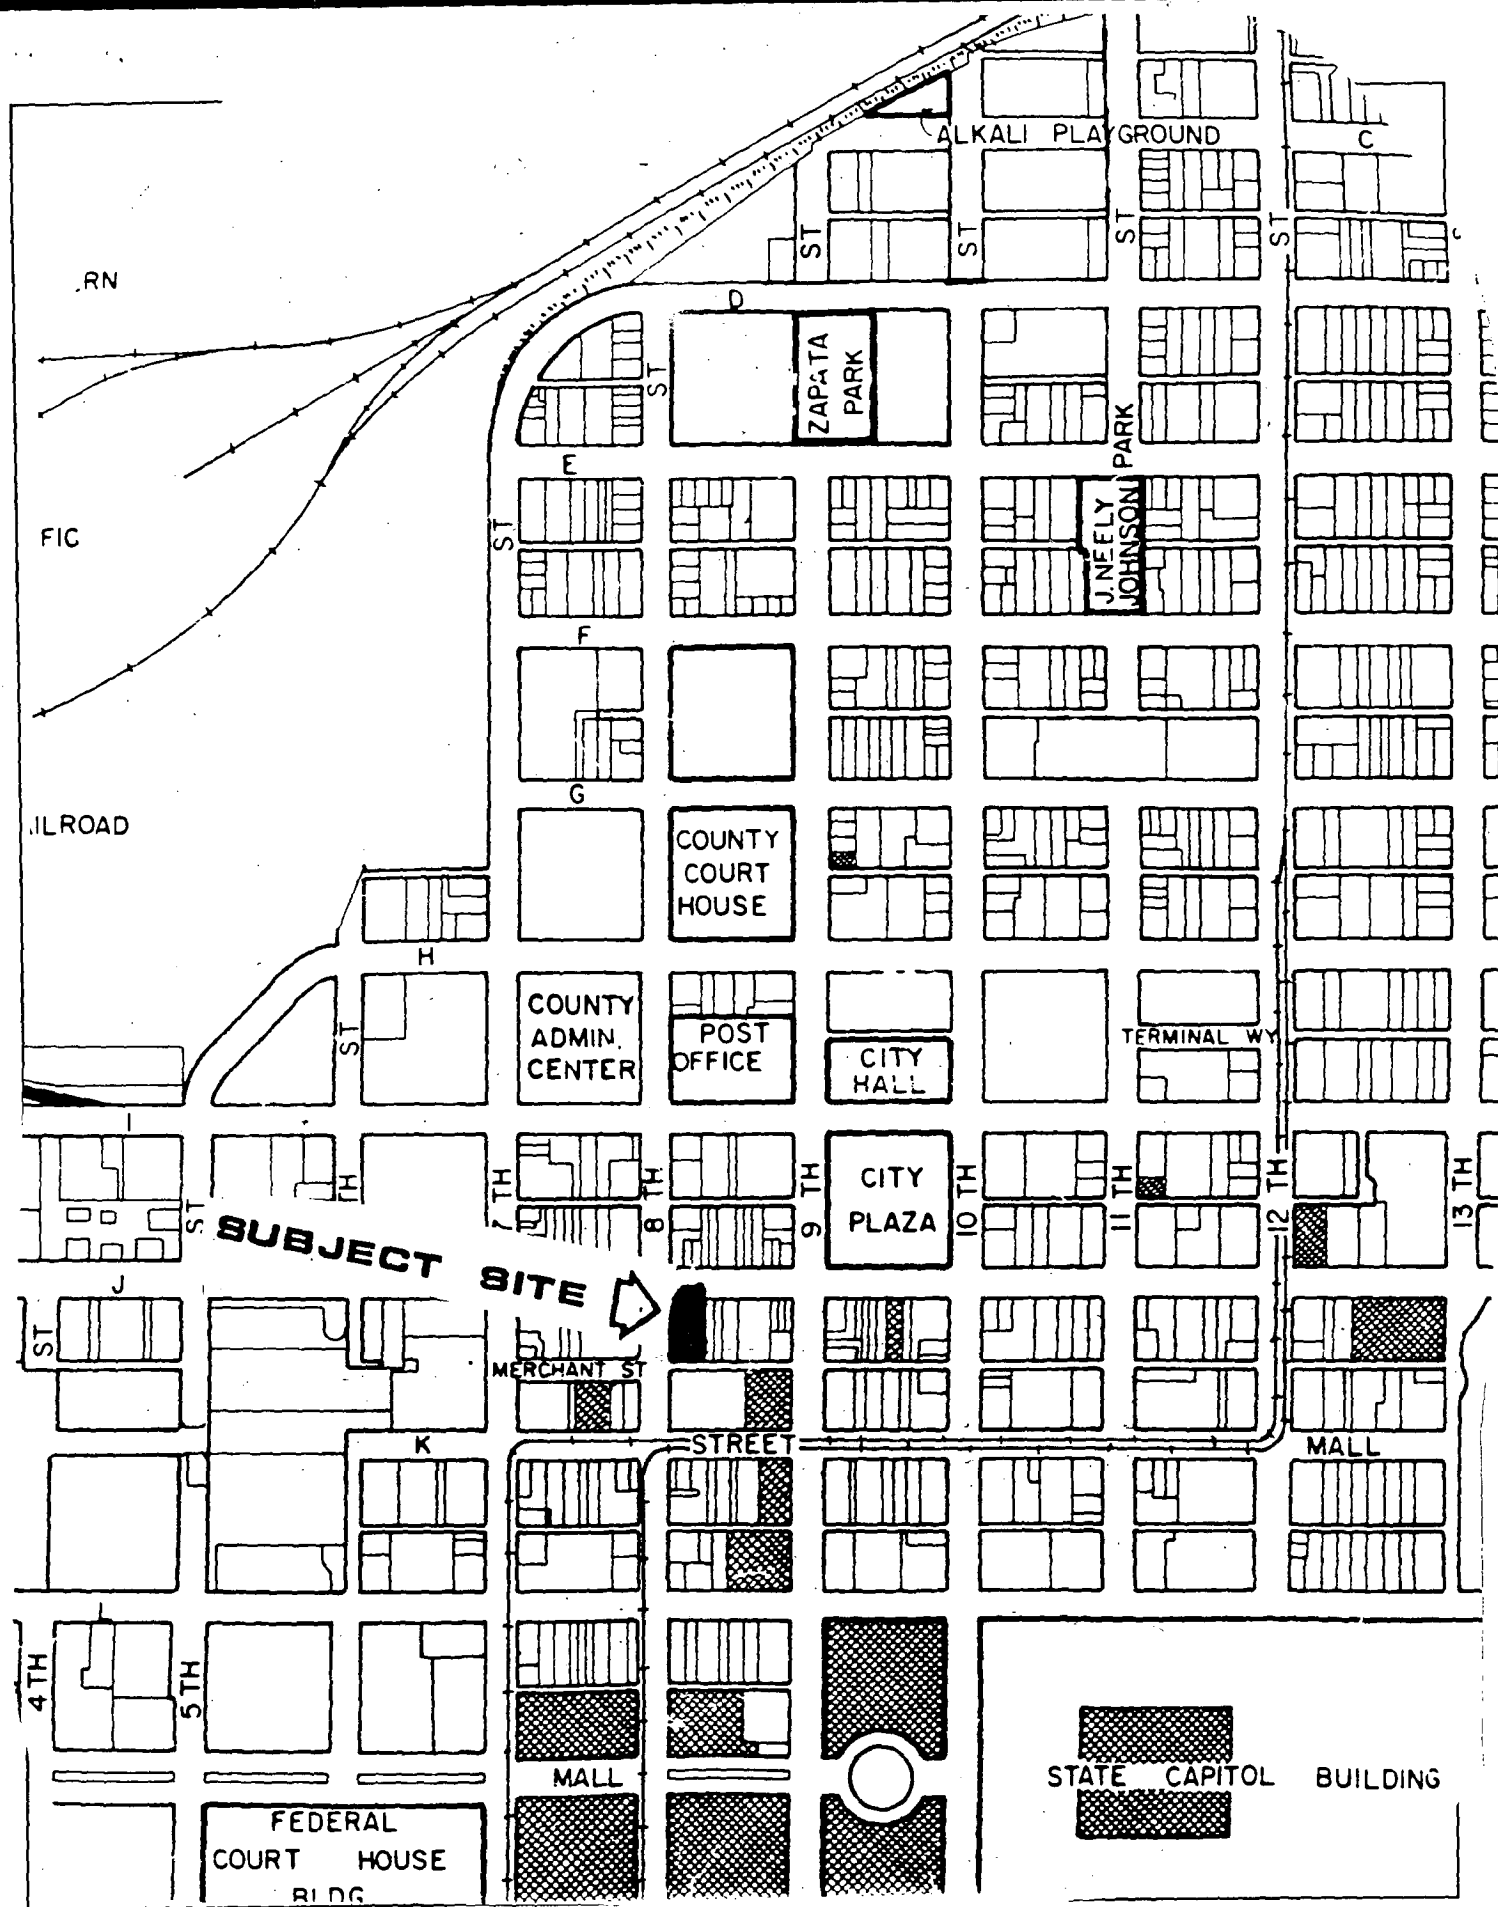 ALKALI PLAYGROUND
C
ST
ST
ST
ST
.RN
D
ZAPATA
PARK
ST
J. NEELY
JOHNSON PARK
E
ST
FIC
F
G
ILROAD
COUNTY
COURT
HOUSE
H
COUNTY
ADMIN.
CENTER
POST
OFFICE
CITY
HALL
TERMINAL WY
ST
I
TH
7 TH
8 TH
9 TH
CITY
PLAZA
10 TH
11 TH
12 TH
13 TH
ST
SUBJECT SITE
J
ST
MERCHANT ST
K
STREET
MALL
L
4 TH
5 TH
MALL
STATE CAPITOL BUILDING
FEDERAL
COURT HOUSE
BLDG